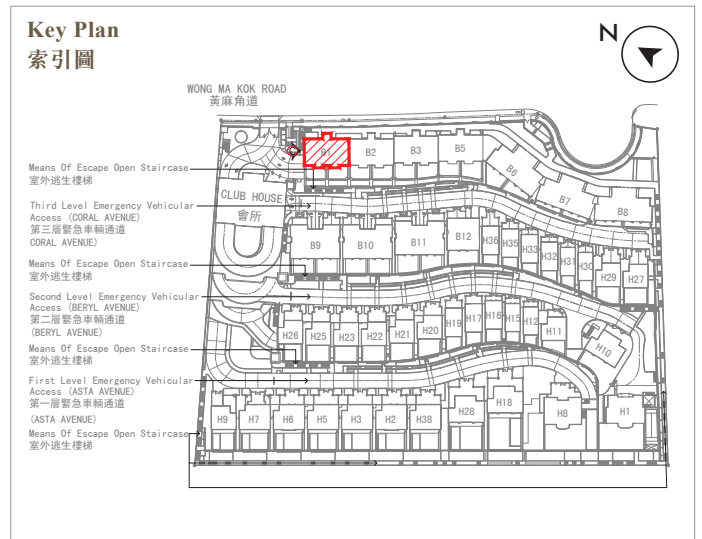 Key Plan
索引圖
N
WONG MA KOK ROAD
黃麻角道
B1
B2
B3
B5
B6
B7
B8
Means Of Escape Open Staircase
室外逃生樓梯
CLUB HOUSE
會所
Third Level Emergency Vehicular
Access (CORAL AVENUE)
第三層緊急車輛通道
CORAL AVENUE)
B9
B10
B11
B12
H36
H35
H33
H32
H31
H30
H29
H27
Means Of Escape Open Staircase
室外逃生樓梯
Second Level Emergency Vehicular
Access (BERYL AVENUE)
第二層緊急車輛通道
(BERYL AVENUE)
H26
H25
H23
H22
H21
H20
H19
H17
H16
H15
H12
H11
H10
Means Of Escape Open Staircase
室外逃生樓梯
First Level Emergency Vehicular
Access (ASTA AVENUE)
第一層緊急車輛通道
(ASTA AVENUE)
H9
H7
H6
H5
H3
H2
H38
H28
H18
H8
H1
Means Of Escape Open Staircase
室外逃生樓梯